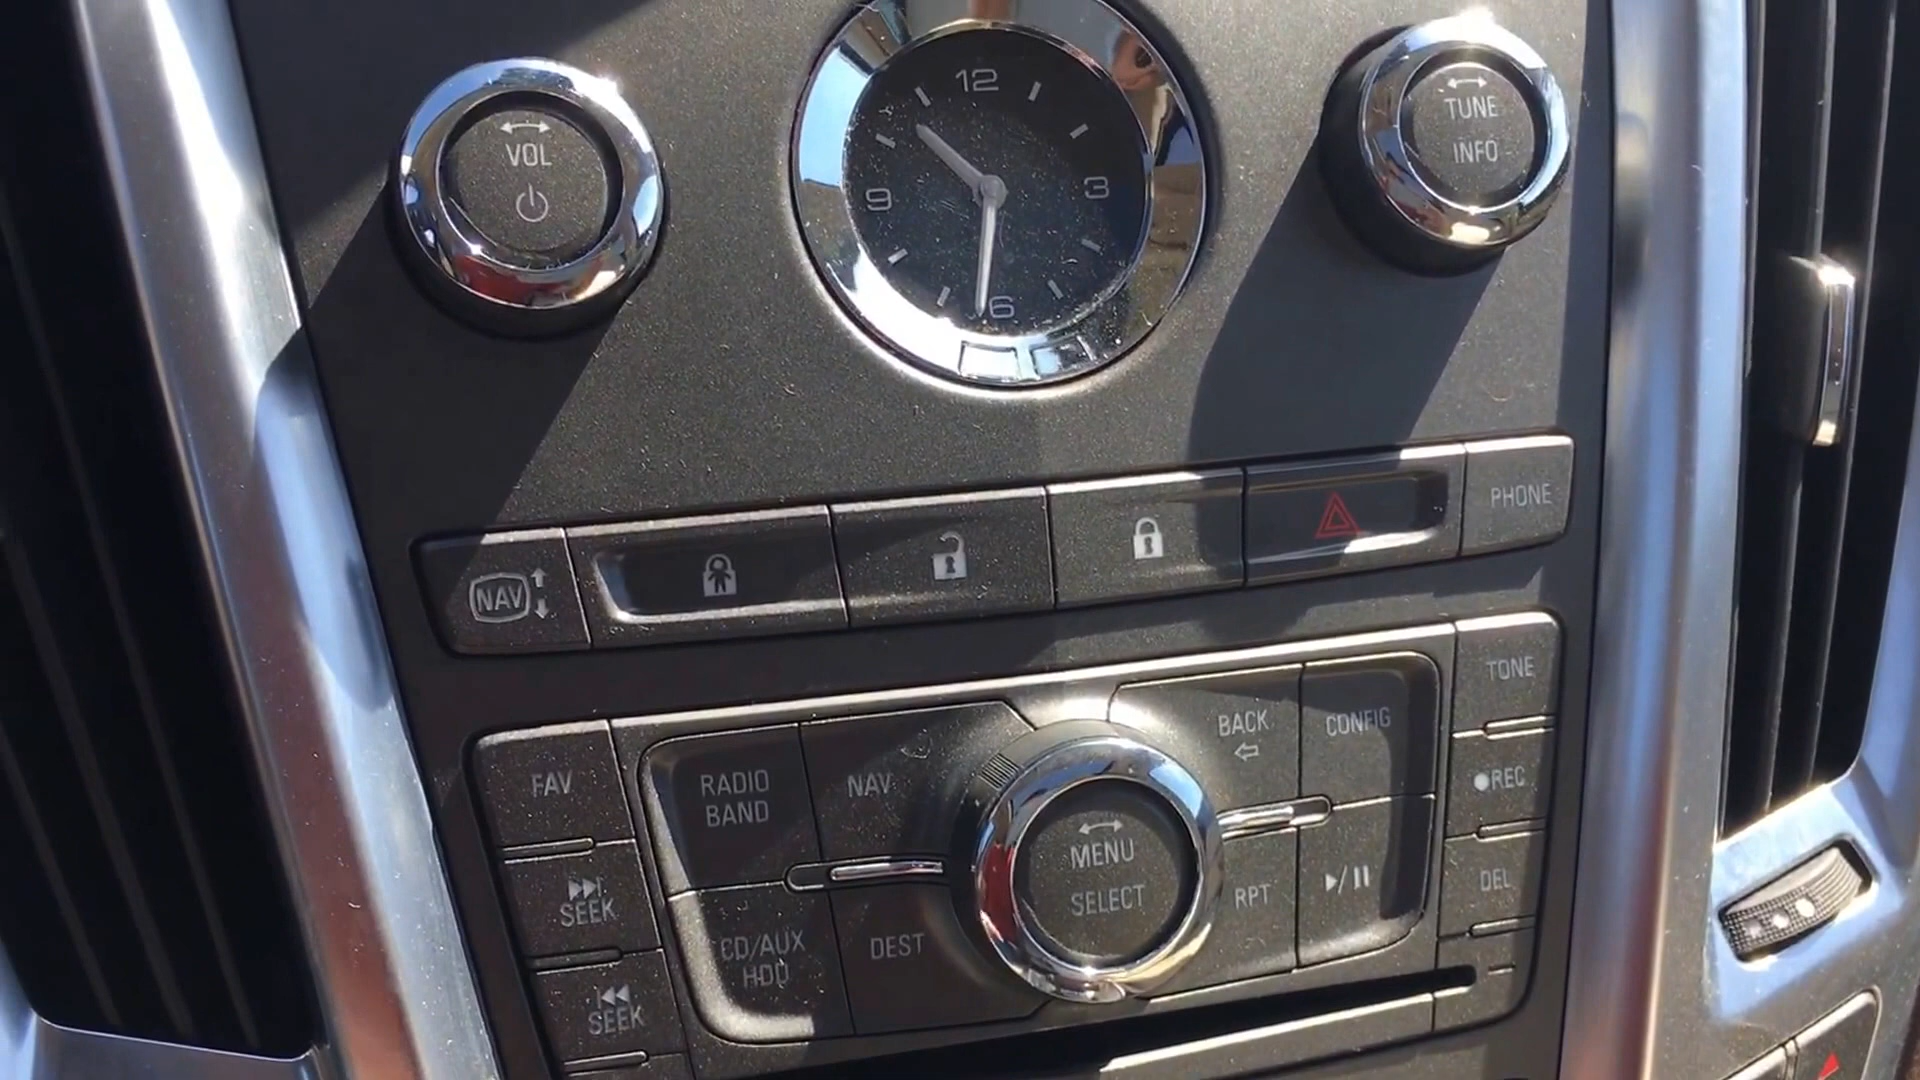 VOL
12
3
6
9
TUNE
INFO
NAV
PHONE
FAV
RADIO
BAND
NAV
BACK
CONFIG
TONE
REC
SEEK
MENU
SELECT
RPT
DEL
CD/AUX
HDD
DEST
SEEK